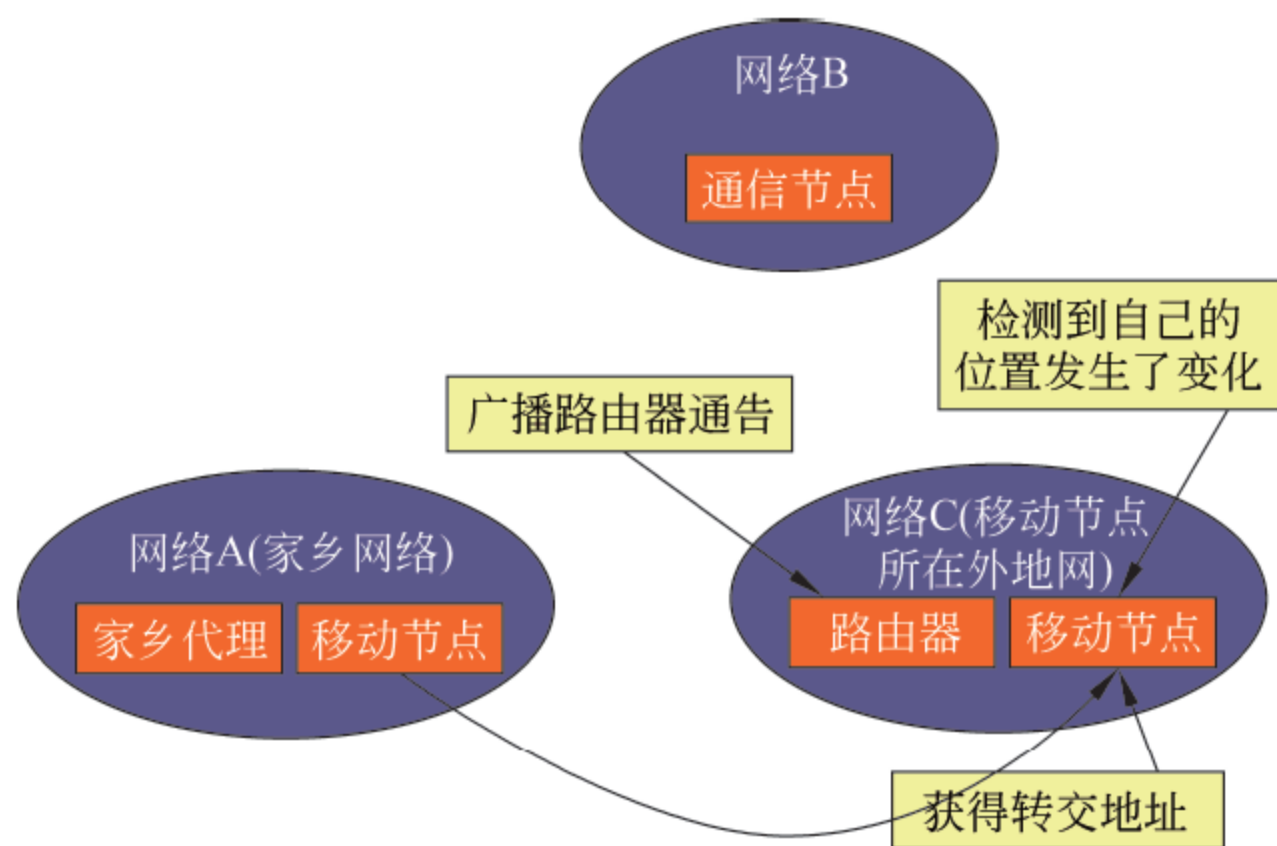 网络B
通信节点
检测到自己的
位置发生了变化
广播路由器通告
网络A(家乡网络)
家乡代理
移动节点
网络C(移动节点
所在外地网)
路由器
移动节点
获得转交地址